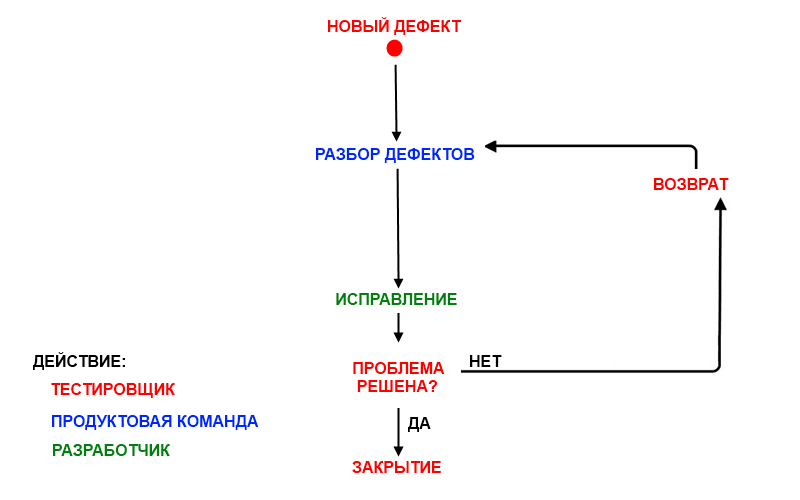 НОВЫЙ ДЕФЕКТ
РАЗБОР ДЕФЕКТОВ
ВОЗВРАТ
ИСПРАВЛЕНИЕ
ПРОБЛЕМА
РЕШЕНА?
НЕТ
ДА
ЗАКРЫТИЕ
ДЕЙСТВИЕ:
ТЕСТИРОВЩИК
ПРОДУКТОВАЯ КОМАНДА
РАЗРАБОТЧИК